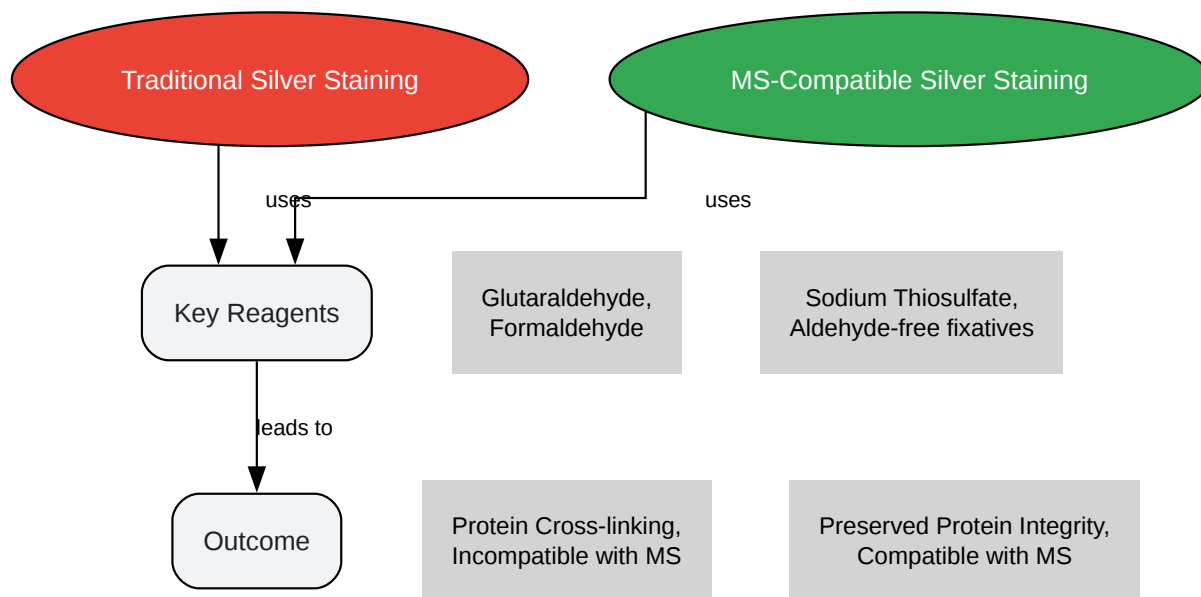 Traditional Silver Staining
MS-Compatible Silver Staining
uses
uses
Key Reagents
Glutaraldehyde,
Formaldehyde
Sodium Thiosulfate,
Aldehyde-free fixatives
leads to
Outcome
Protein Cross-linking,
Incompatible with MS
Preserved Protein Integrity,
Compatible with MS